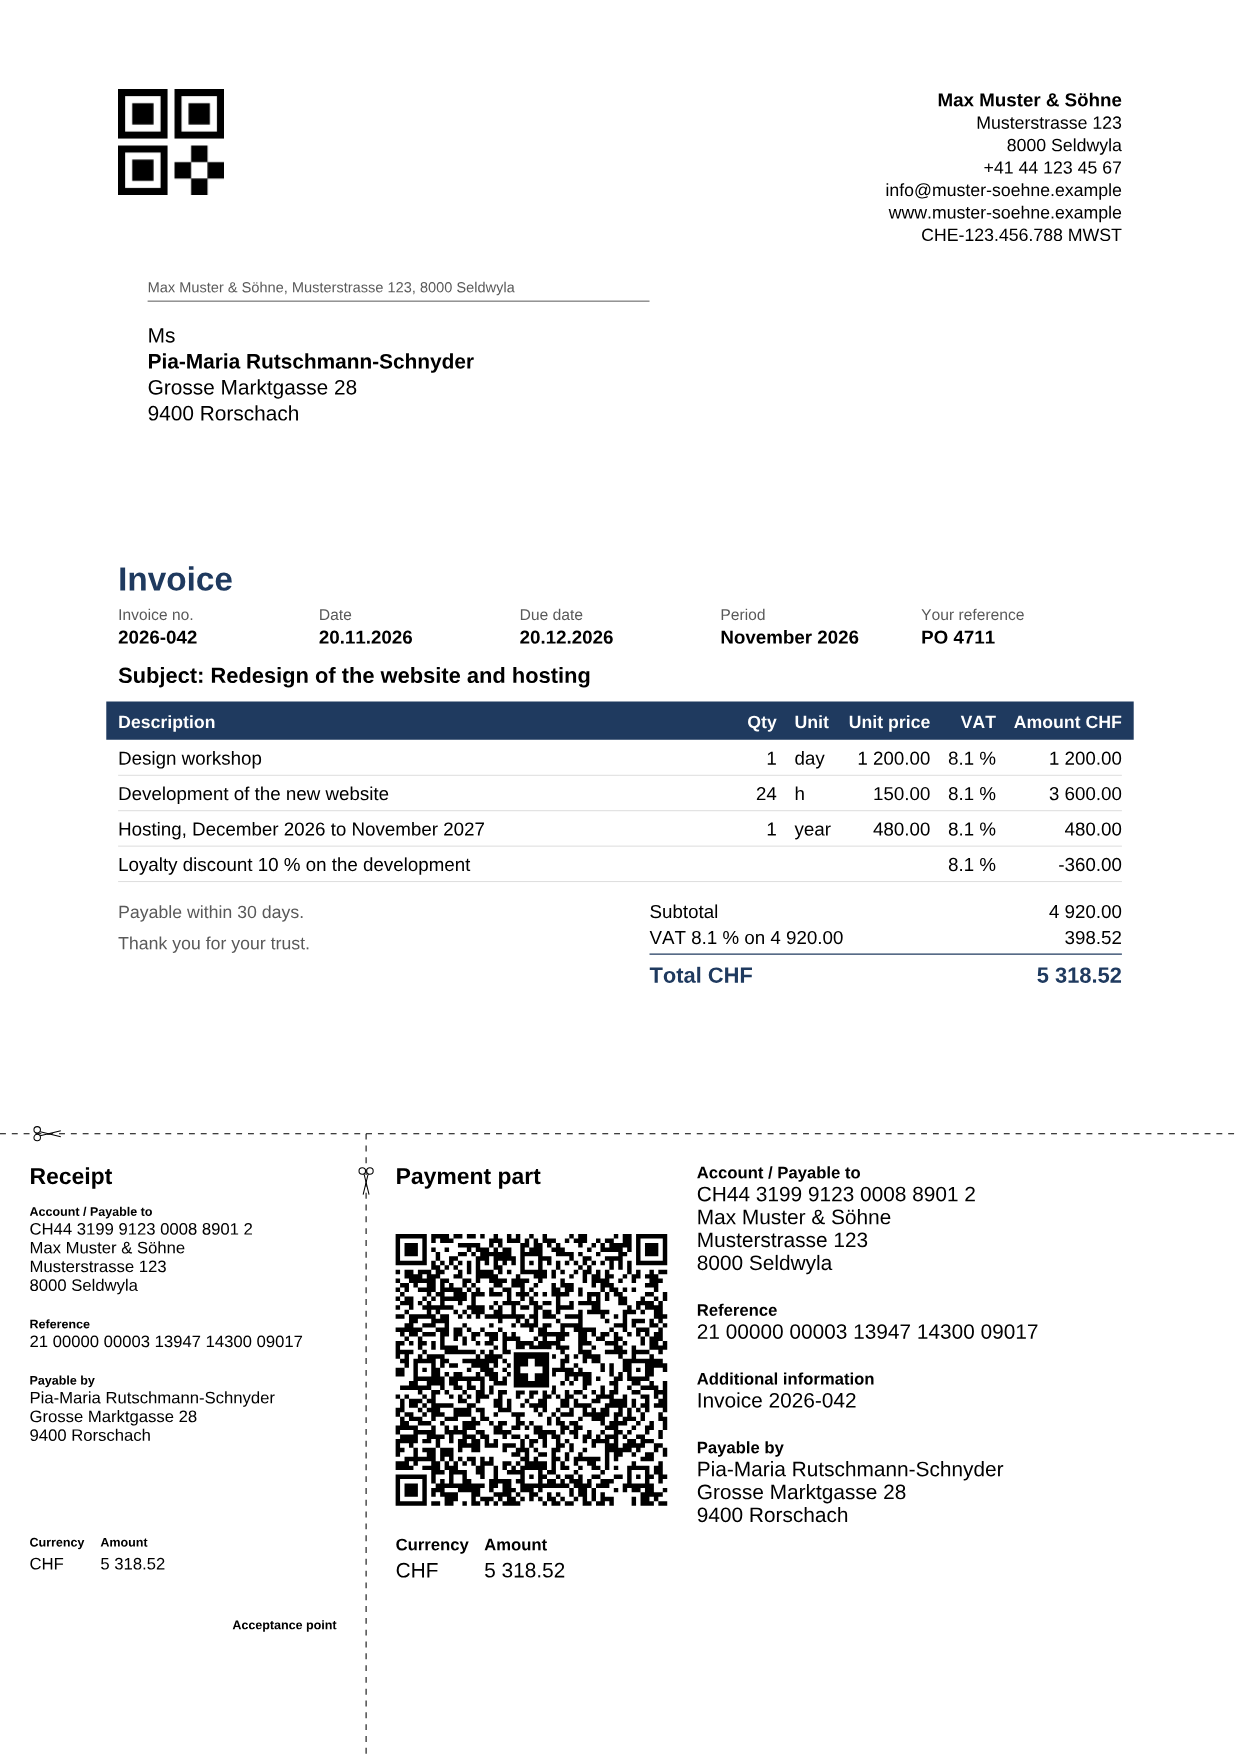 Max Muster & Söhne
Musterstrasse 123
8000 Seldwyla
+41 44 123 45 67
info@muster-soehne.example
www.muster-soehne.example
CHE-123.456.788 MWST
Max Muster & Söhne, Musterstrasse 123, 8000 Seldwyla
Ms
Pia-Maria Rutschmann-Schnyder
Grosse Marktgasse 28
9400 Rorschach
Invoice
Invoice no. Date Due date Period Your reference
2026-042 20.11.2026 20.12.2026 November 2026 PO 4711
Subject: Redesign of the website and hosting
Description Qty Unit Unit price VAT Amount CHF
Design workshop 1 day 1 200.00 8.1 % 1 200.00
Development of the new website 24 h 150.00 8.1 % 3 600.00
Hosting, December 2026 to November 2027 1 year 480.00 8.1 % 480.00
Loyalty discount 10 % on the development 8.1 % -360.00
Payable within 30 days.
Thank you for your trust.
Subtotal 4 920.00
VAT 8.1 % on 4 920.00 398.52
Total CHF 5 318.52
Receipt
Account / Payable to
CH44 3199 9123 0008 8901 2
Max Muster & Söhne
Musterstrasse 123
8000 Seldwyla
Reference
21 00000 00003 13947 14300 09017
Payable by
Pia-Maria Rutschmann-Schnyder
Grosse Marktgasse 28
9400 Rorschach
Currency Amount
CHF 5 318.52
Acceptance point
Payment part
Currency Amount
CHF 5 318.52
Account / Payable to
CH44 3199 9123 0008 8901 2
Max Muster & Söhne
Musterstrasse 123
8000 Seldwyla
Reference
21 00000 00003 13947 14300 09017
Additional information
Invoice 2026-042
Payable by
Pia-Maria Rutschmann-Schnyder
Grosse Marktgasse 28
9400 Rorschach